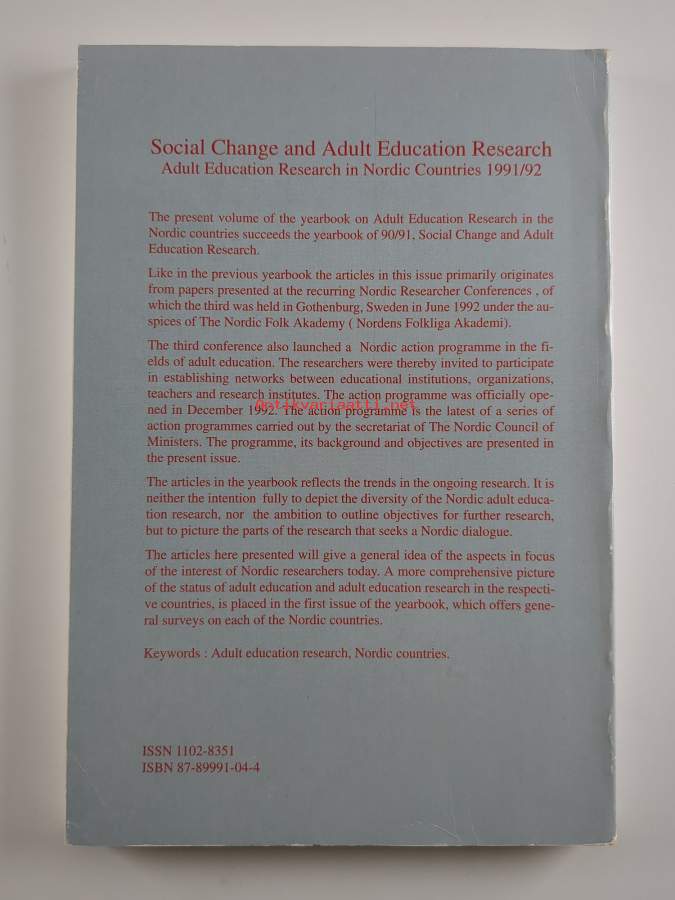 Social Change and Adult Education Research
Adult Education Research in Nordic Countries 1991/92
The present volume of the yearbook on Adult Education Research in the
Nordic countries succeeds the yearbook of 90/91, Social Change and Adult
Education Research.
Like in the previous yearbook the articles in this issue primarily originates
from papers presented at the recurring Nordic Researcher Conferences , of
which the third was held in Gothenburg, Sweden in June 1992 under the au-
spices of The Nordic Folk Akademy ( Nordens Folkliga Akademi).
The third conference also launched a Nordic action programme in the fi-
elds of adult education. The researchers were thereby invited to participate
in establishing networks between educational institutions, organizations,
teachers and research institutes. The action programme was officially ope-
antikvariaatti.net
ned in December 1992. The action programme is the latest of a series of
action programmes carried out by the secretariat of The Nordic Council of
Ministers. The programme, its background and objectives are presented in
the present issue.
The articles in the yearbook reflects the trends in the ongoing research. It is
neither the intention fully to depict the diversity of the Nordic adult educa-
tion research, nor the ambition to outline objectives for further research,
but to picture the parts of the research that seeks a Nordic dialogue.
The articles here presented will give a general idea of the aspects in focus
of the interest of Nordic researchers today. A more comprehensive picture
of the status of adult education and adult education research in the respecti-
ve countries, is placed in the first issue of the yearbook, which offers gene-
ral surveys on each of the Nordic countries.
Keywords : Adult education research, Nordic countries.
ISSN 1102-8351
ISBN 87-89991-04-4